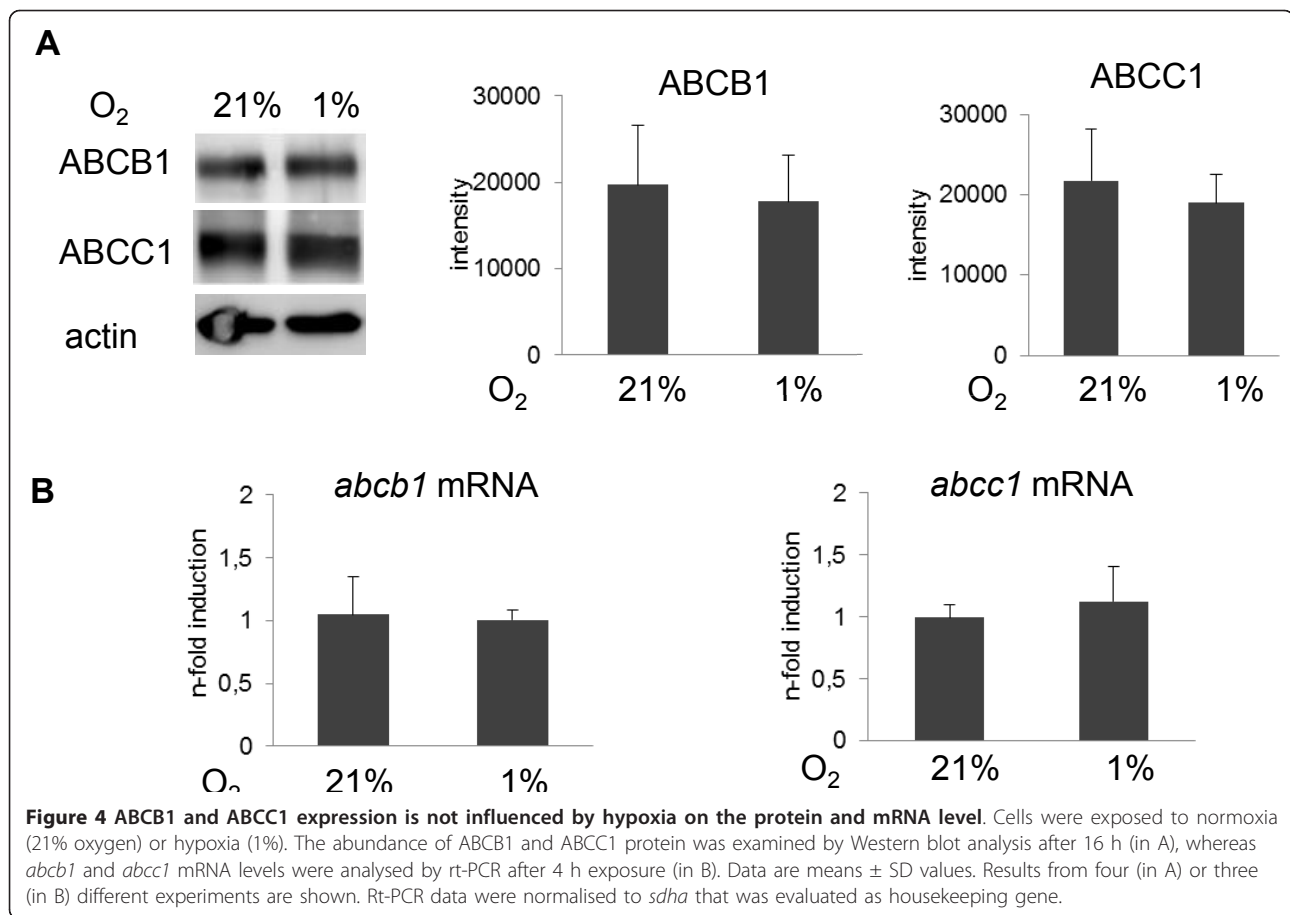 A
O₂ 21% 1%
ABCB1
ABCC1
actin
ABCB1
30000
20000
10000
0
intensity
O₂ 21% 1%
ABCC1
30000
20000
10000
0
intensity
O₂ 21% 1%
B
abcb1 mRNA
2
1,5
1
0,5
0
n-fold induction
O₂ 21% 1%
abcc1 mRNA
2
1,5
1
0,5
0
n-fold induction
O₂ 21% 1%
Figure 4 ABCB1 and ABCC1 expression is not influenced by hypoxia on the protein and mRNA level. Cells were exposed to normoxia
(21% oxygen) or hypoxia (1%). The abundance of ABCB1 and ABCC1 protein was examined by Western blot analysis after 16 h (in A), whereas
abcb1 and abcc1 mRNA levels were analysed by rt-PCR after 4 h exposure (in B). Data are means ± SD values. Results from four (in A) or three
(in B) different experiments are shown. Rt-PCR data were normalised to sdha that was evaluated as housekeeping gene.